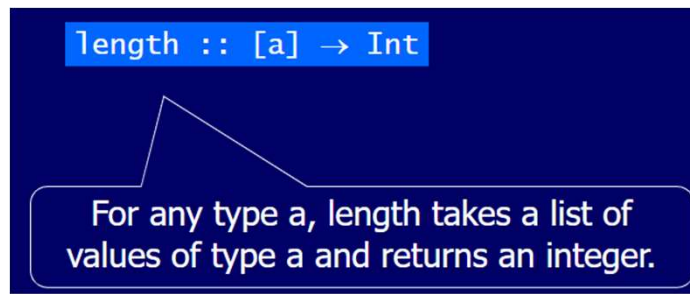 length :: [a] → Int
For any type a, length takes a list of
values of type a and returns an integer.